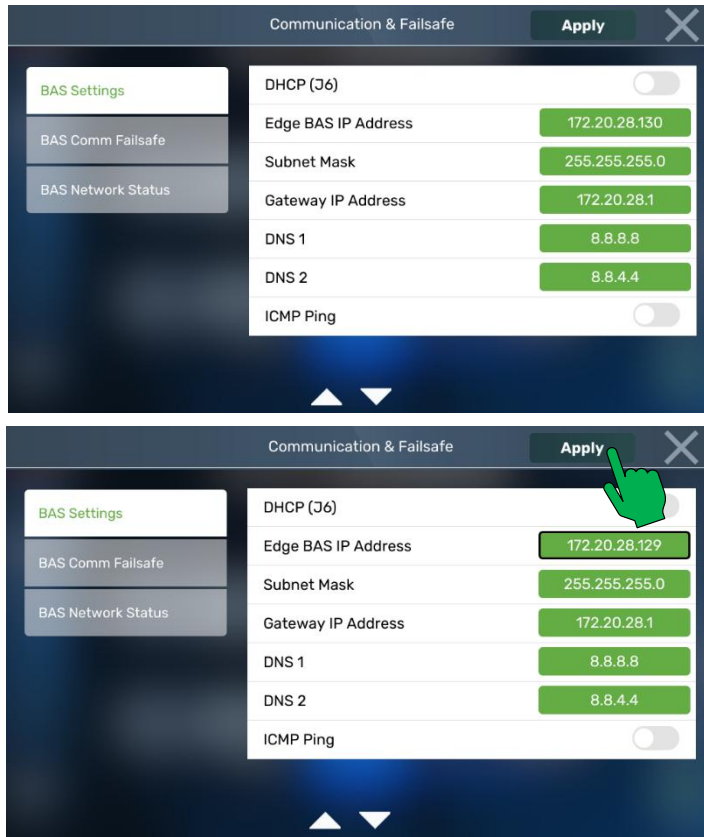 Communication & Failsafe Apply
BAS Settings
BAS Comm Failsafe
BAS Network Status
DHCP (J6)
Edge BAS IP Address 172.20.28.130
Subnet Mask 255.255.255.0
Gateway IP Address 172.20.28.1
DNS 1 8.8.8.8
DNS 2 8.8.4.4
ICMP Ping
Communication & Failsafe Apply
BAS Settings
BAS Comm Failsafe
BAS Network Status
DHCP (J6)
Edge BAS IP Address 172.20.28.129
Subnet Mask 255.255.255.0
Gateway IP Address 172.20.28.1
DNS 1 8.8.8.8
DNS 2 8.8.4.4
ICMP Ping